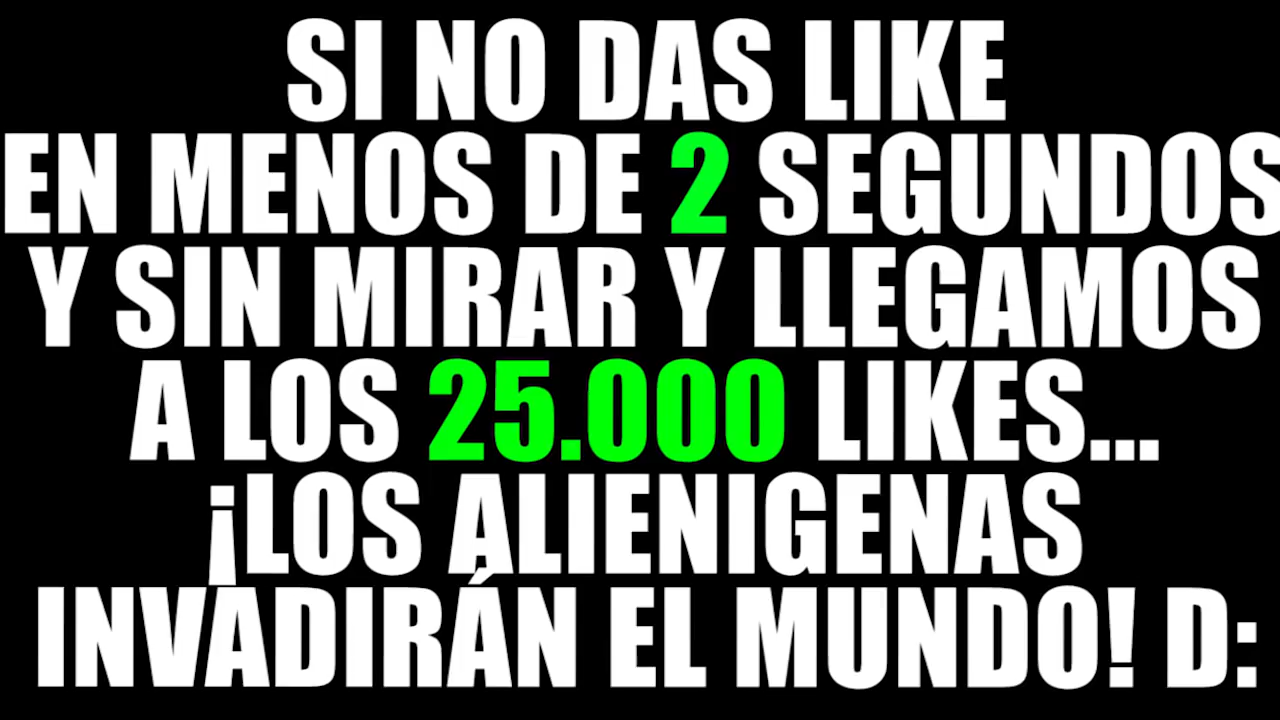 SI NO DAS LIKE
EN MENOS DE 2 SEGUNDOS
Y SIN MIRAR Y LLEGAMOS
A LOS 25.000 LIKES...
¡LOS ALIENIGENAS
INVADIRÁN EL MUNDO! D: